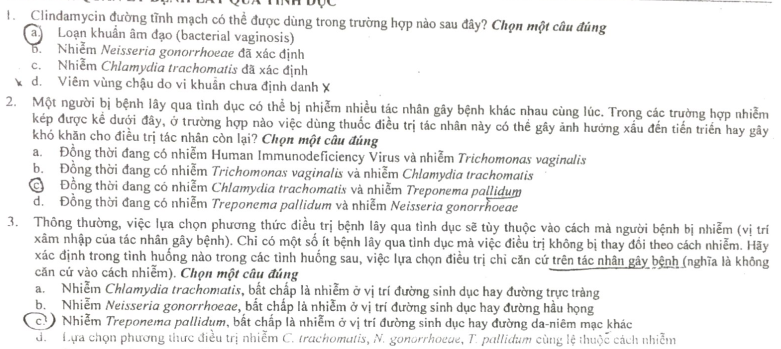 1. Clindamycin đường tĩnh mạch có thể được dùng trong trường hợp nào sau đây? Chọn một câu đúng
a. Loạn khuẩn âm đạo (bacterial vaginosis)
b. Nhiễm Neisseria gonorrhoeae đã xác định
c. Nhiễm Chlamydia trachomatis đã xác định
d. Viêm vùng chậu do vi khuẩn chưa định danh
2. Một người bị bệnh lây qua tình dục có thể bị nhiễm nhiều tác nhân gây bệnh khác nhau cùng lúc. Trong các trường hợp nhiễm
kép được kể dưới đây, ở trường hợp nào việc dùng thuốc điều trị tác nhân này có thể gây ảnh hưởng xấu đến tiến triển hay gây
khó khăn cho điều trị tác nhân còn lại? Chọn một câu đúng
a. Đồng thời đang có nhiễm Human Immunodeficiency Virus và nhiễm Trichomonas vaginalis
b. Đồng thời đang có nhiễm Trichomonas vaginalis và nhiễm Chlamydia trachomatis
c. Đồng thời đang có nhiễm Chlamydia trachomatis và nhiễm Treponema pallidum
d. Đồng thời đang có nhiễm Treponema pallidum và nhiễm Neisseria gonorrhoeae
3. Thông thường, việc lựa chọn phương thức điều trị bệnh lây qua tình dục sẽ tùy thuộc vào cách mà người bệnh bị nhiễm (vị trí
xâm nhập của tác nhân gây bệnh). Chỉ có một số ít bệnh lây qua tình dục mà việc điều trị không bị thay đổi theo cách nhiễm. Hãy
xác định trong tình huống nào trong các tình huống sau, việc lựa chọn điều trị chỉ căn cứ trên tác nhân gây bệnh (nghĩa là không
căn cứ vào cách nhiễm). Chọn một câu đúng
a. Nhiễm Chlamydia trachomatis, bất chấp là nhiễm ở vị trí đường sinh dục hay đường trực tràng
b. Nhiễm Neisseria gonorrhoeae, bất chấp là nhiễm ở vị trí đường sinh dục hay đường hầu họng
c. Nhiễm Treponema pallidum, bất chấp là nhiễm ở vị trí đường sinh dục hay đường da-niêm mạc khác
d. Lựa chọn phương thức điều trị nhiễm C. trachomatis, N. gonorrhoeae, T. pallidum cùng lệ thuộc cách nhiễm